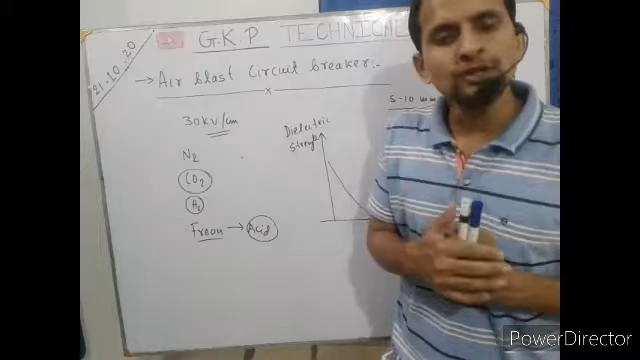 21-10-20
G.K.P TECHNICAL
→ Air blast Circuit breaker:-
x
30kV/cm
5-10 mm
Dielectric
Strength
N2
CO2
H2
Freon → Acid
PowerDirector